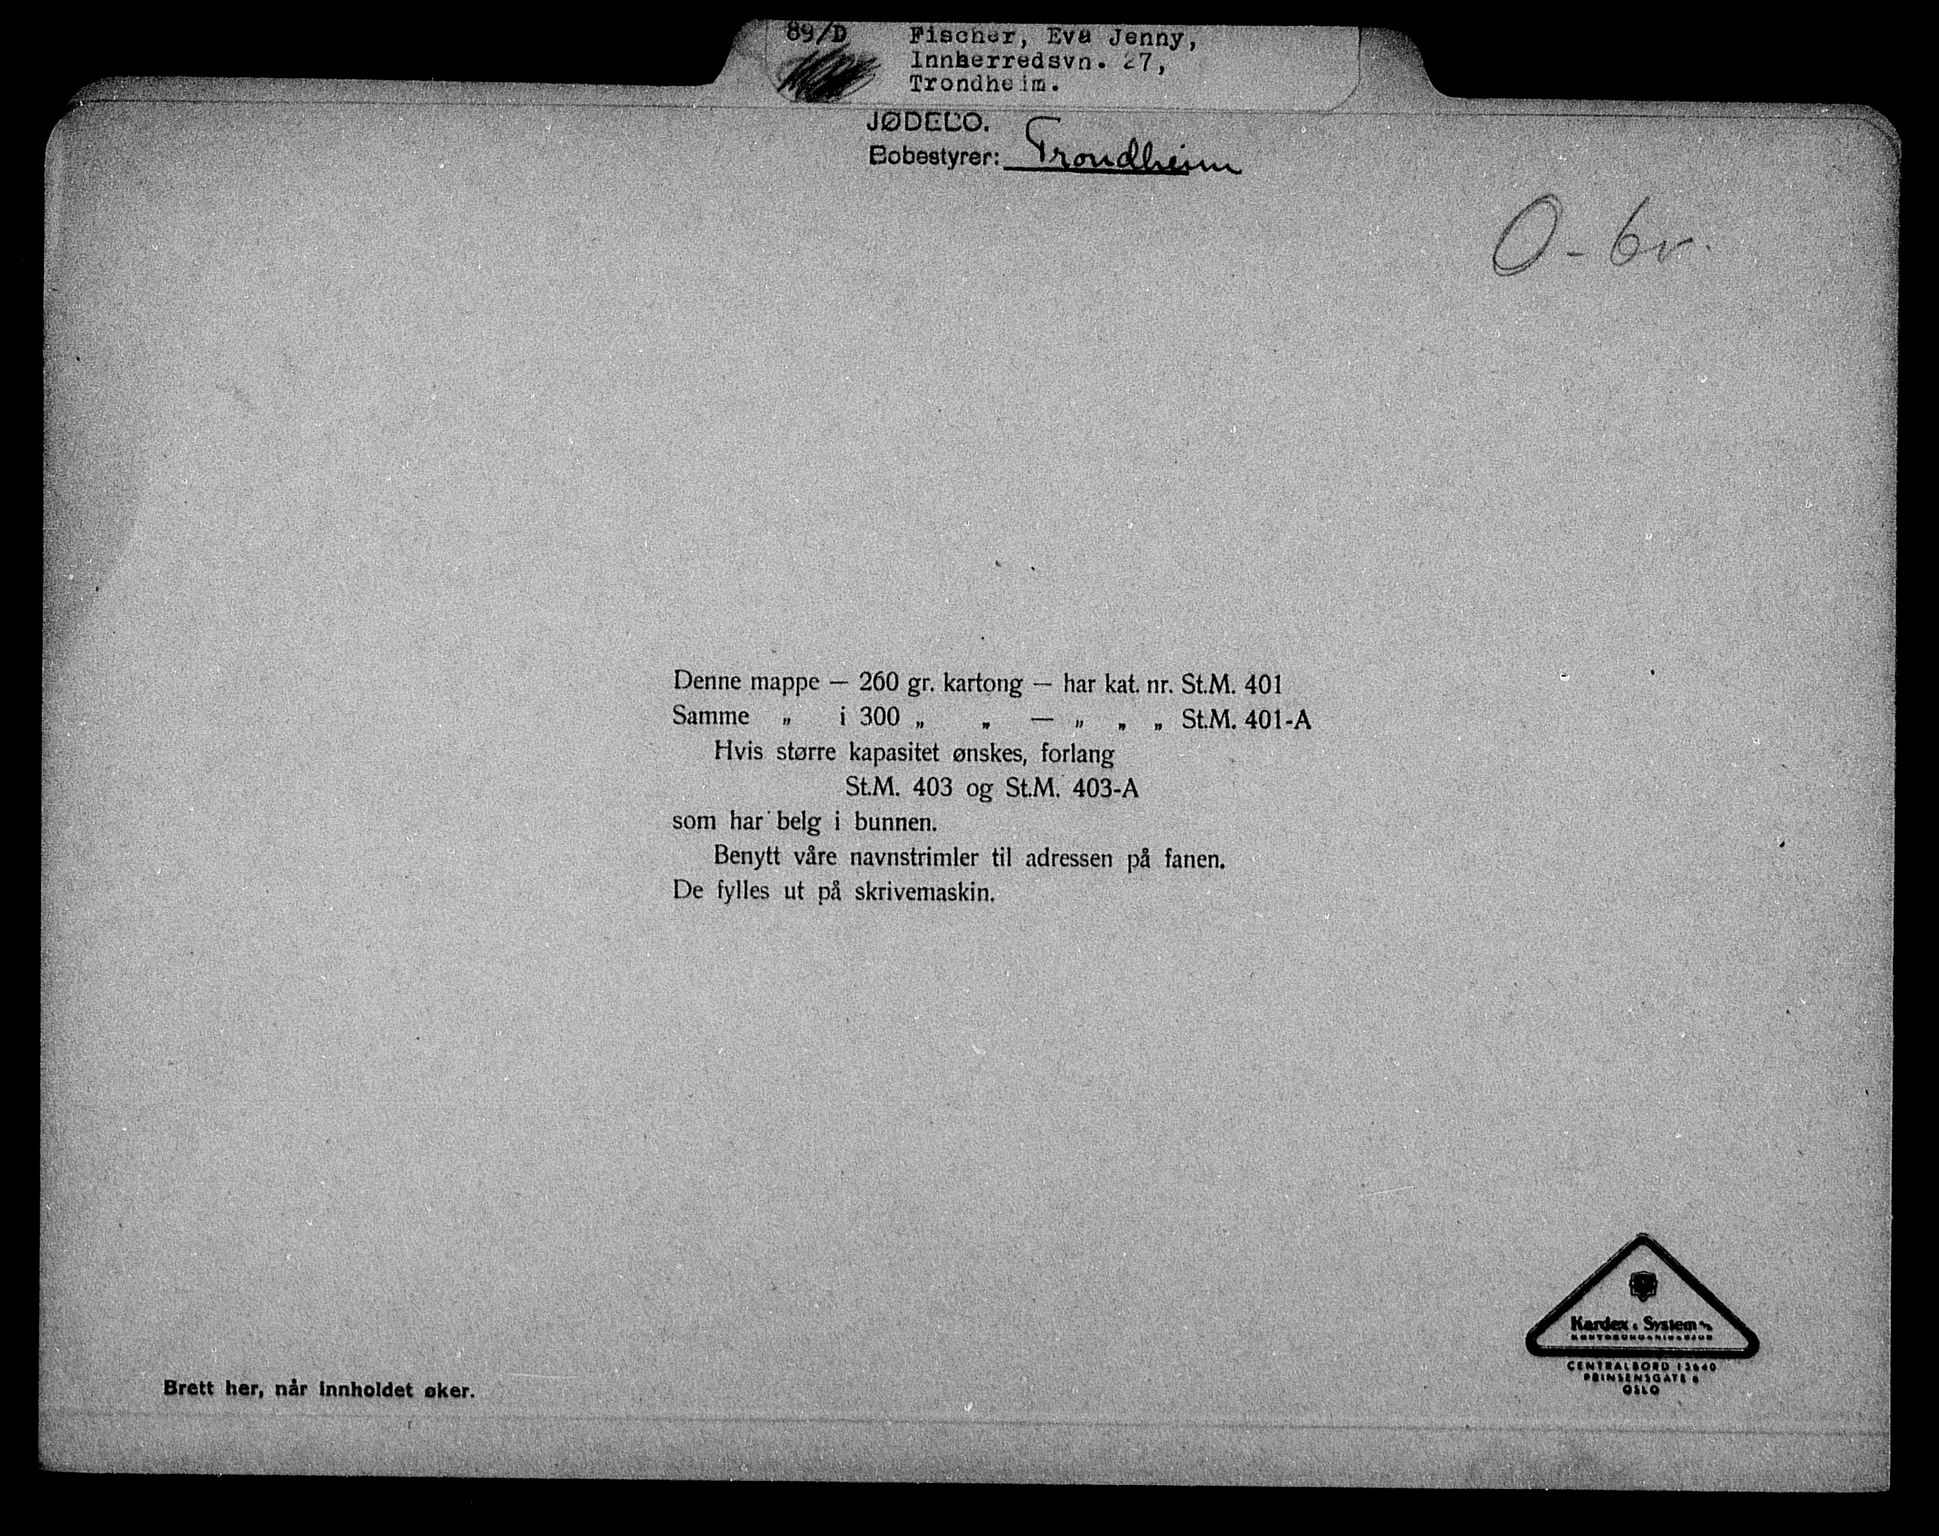 89/D
Fischer, Eva Jenny,
Innherredsvn. 27,
Trondheim.
JØDEBO.
Bobestyrer: Trondheim
O-br.
Denne mappe — 260 gr. kartong — har kat. nr. St.M. 401
Samme „ i 300 „ „ — „ „ „ St.M. 401-A
Hvis større kapasitet ønskes, forlang
St.M. 403 og St.M. 403-A
som har belg i bunnen.
Benytt våre navnstrimler til adressen på fanen.
De fylles ut på skrivemaskin.
Kardex System A/S
KONTORORGANISASJON
CENTRALBORD 13640
PRINSENSGATE 8
OSLO
Brett her, når innholdet øker.